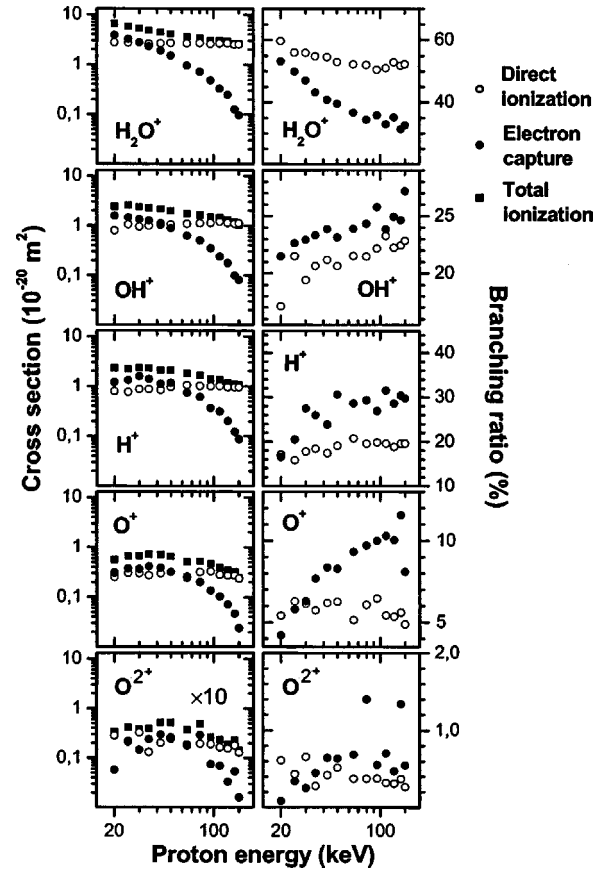 10
1
0,1
H₂O⁺
60
40
H₂O⁺
Direct
ionization
Electron
capture
Total
ionization
10
1
0,1
OH⁺
25
20
OH⁺
10
1
0,1
H⁺
40
30
20
10
H⁺
10
1
0,1
O⁺
10
5
O⁺
10
1
0,1
O²⁺
×10
2,0
1,0
O²⁺
20
100
20
100
Cross section (10⁻²⁰ m²)
Branching ratio (%)
Proton energy (keV)